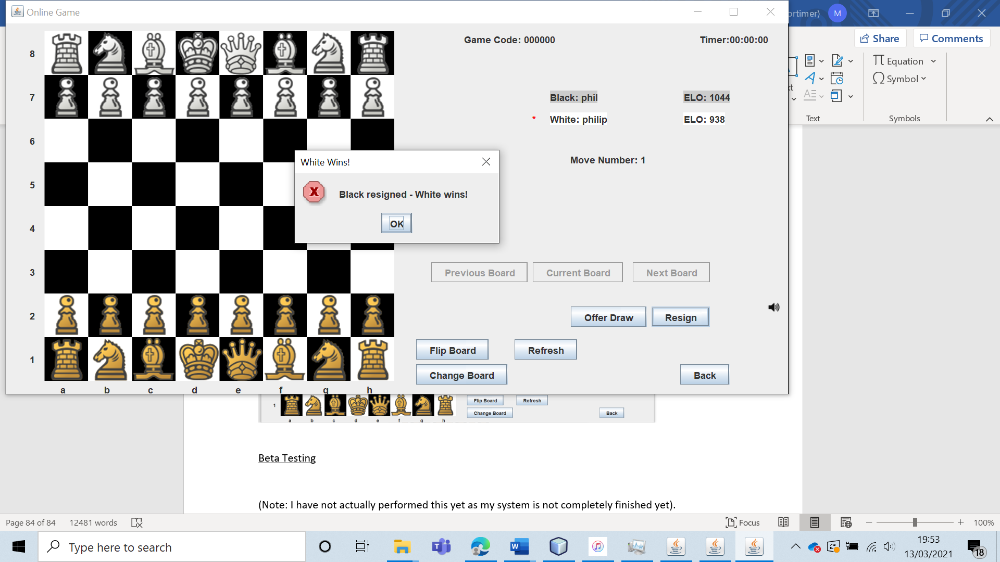 Online Game
ortimer)
M
Game Code: 000000
Timer:00:00:00
Share
Comments
Equation
Symbol
Text
Symbols
8
7
6
5
4
3
2
1
a b c d e f g h
Black: phil
ELO: 1044
* White: philip
ELO: 938
Move Number: 1
White Wins!
X
Black resigned - White wins!
OK
Previous Board
Current Board
Next Board
Offer Draw
Resign
Flip Board
Refresh
Change Board
Back
1
Flip Board
Refresh
Change Board
Back
a b c d e f g h
Beta Testing
(Note: I have not actually performed this yet as my system is not completely finished yet).
Page 84 of 84
12481 words
Focus
100%
Type here to search
19:53
13/03/2021
18